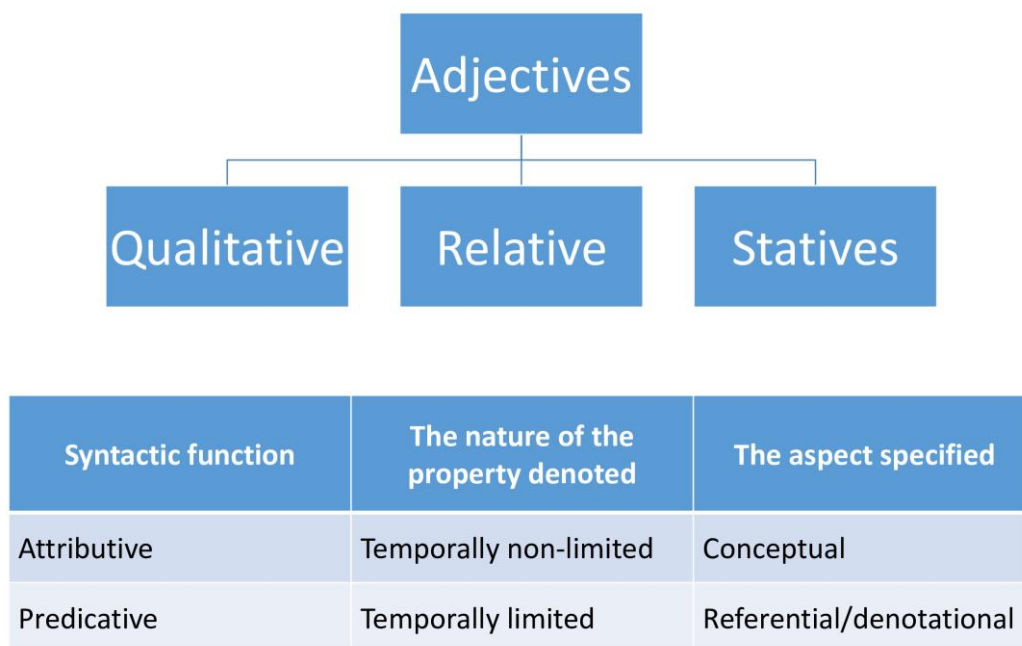 Adjectives
Qualitative
Relative
Statives
Syntactic function
The nature of the
property denoted
The aspect specified
Attributive
Temporally non-limited
Conceptual
Predicative
Temporally limited
Referential/denotational